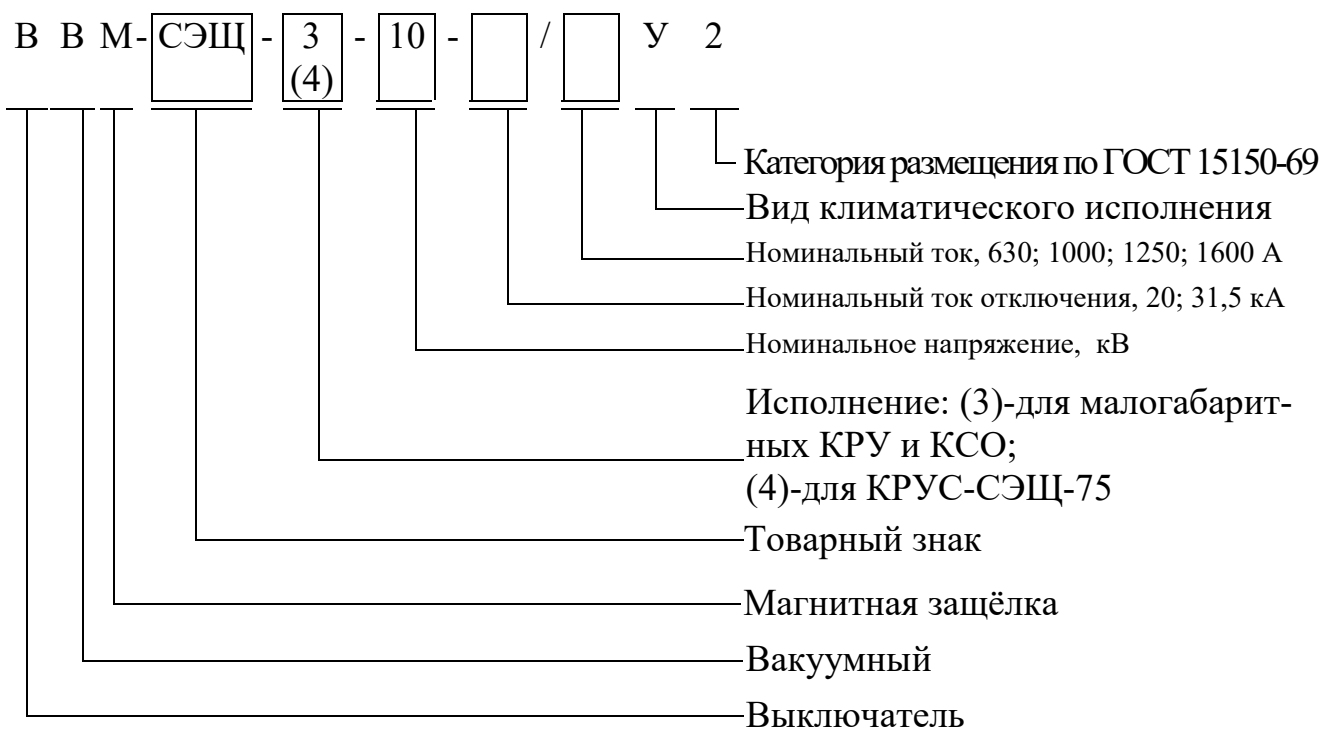 В В М- СЭЩ - 3 - 10 - / У 2
(4)
Категория размещения по ГОСТ 15150-69
Вид климатического исполнения
Номинальный ток, 630; 1000; 1250; 1600 А
Номинальный ток отключения, 20; 31,5 кА
Номинальное напряжение, кВ
Исполнение: (3)-для малогабарит-
ных КРУ и КСО;
(4)-для КРУС-СЭЩ-75
Товарный знак
Магнитная защёлка
Вакуумный
Выключатель